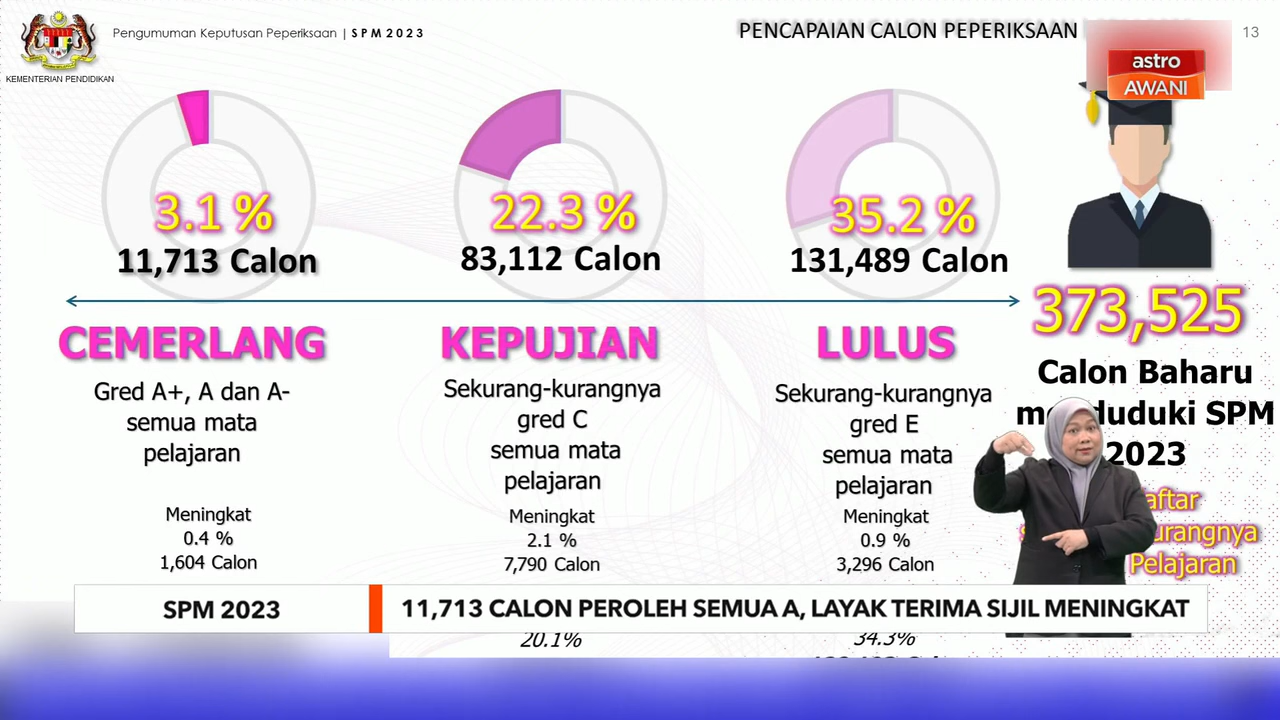 KEMENTERIAN PENDIDIKAN
Pengumuman Keputusan Peperiksaan | SPM 2023
PENCAPAIAN CALON PEPERIKSAAN
13
astro
AWANI
3.1 %
11,713 Calon
22.3 %
83,112 Calon
35.2 %
131,489 Calon
CEMERLANG
Gred A+, A dan A-
semua mata
pelajaran
Meningkat
0.4 %
1,604 Calon
KEPUJIAN
Sekurang-kurangnya
gred C
semua mata
pelajaran
Meningkat
2.1 %
7,790 Calon
20.1%
LULUS
Sekurang-kurangnya
gred E
semua mata
pelajaran
Meningkat
0.9 %
3,296 Calon
34.3%
373,525
Calon Baharu
menduduki SPM
2023
Pelajaran
SPM 2023
11,713 CALON PEROLEH SEMUA A, LAYAK TERIMA SIJIL MENINGKAT